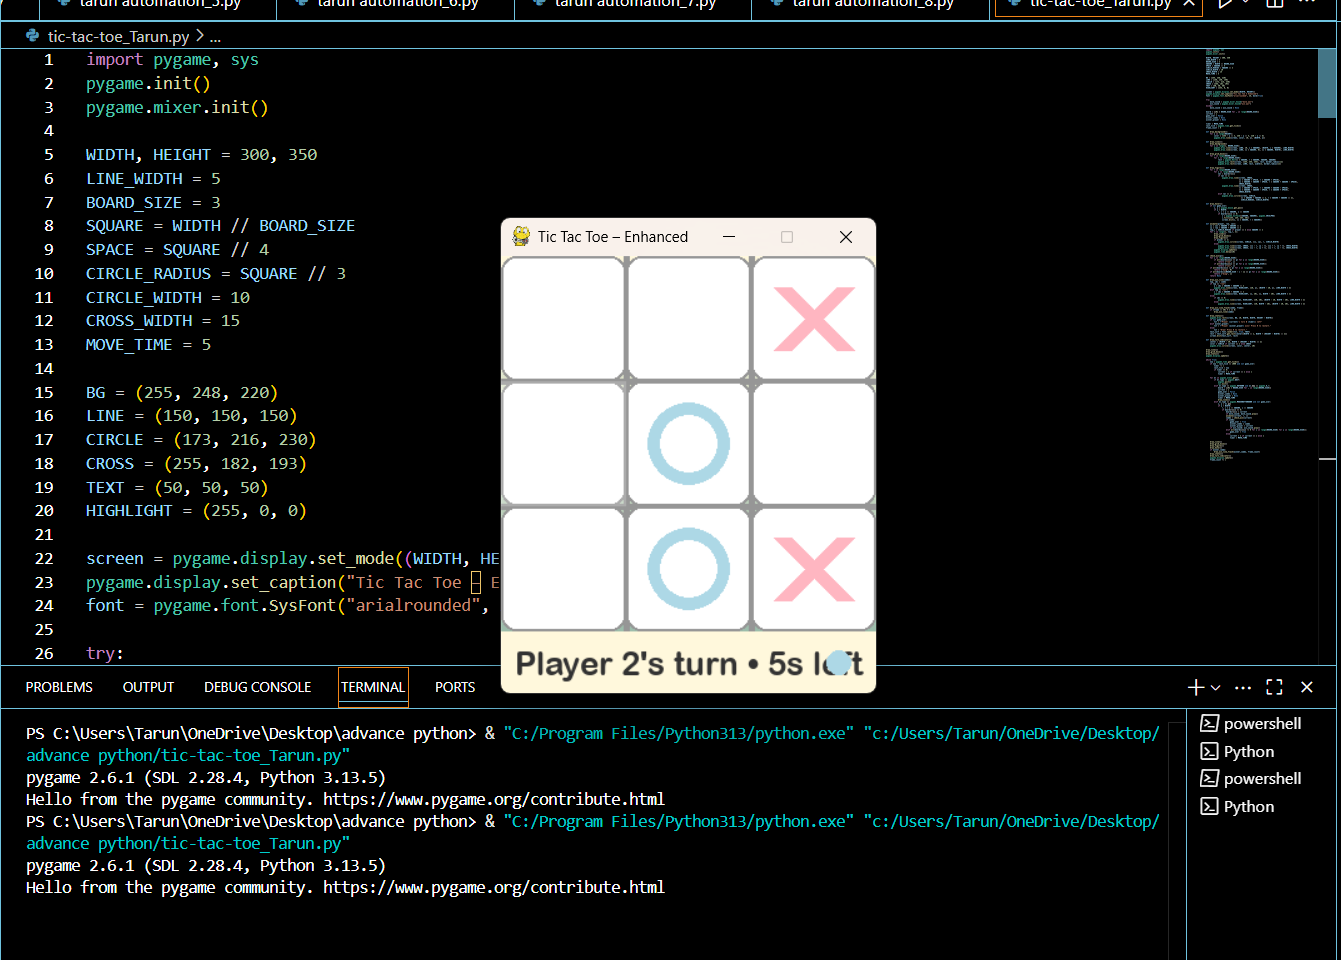 tarun automation_5.py
tarun automation_6.py
tarun automation_7.py
tarun automation_8.py
tic-tac-toe_Tarun.py
tic-tac-toe_Tarun.py > ...
1 import pygame, sys
2 pygame.init()
3 pygame.mixer.init()
4
5 WIDTH, HEIGHT = 300, 350
6 LINE_WIDTH = 5
7 BOARD_SIZE = 3
8 SQUARE = WIDTH // BOARD_SIZE
9 SPACE = SQUARE // 4
10 CIRCLE_RADIUS = SQUARE // 3
11 CIRCLE_WIDTH = 10
12 CROSS_WIDTH = 15
13 MOVE_TIME = 5
14
15 BG = (255, 248, 220)
16 LINE = (150, 150, 150)
17 CIRCLE = (173, 216, 230)
18 CROSS = (255, 182, 193)
19 TEXT = (50, 50, 50)
20 HIGHLIGHT = (255, 0, 0)
21
22 screen = pygame.display.set_mode((WIDTH, HE
23 pygame.display.set_caption("Tic Tac Toe – E
24 font = pygame.font.SysFont("arialrounded",
25
26 try:
Tic Tac Toe – Enhanced
Player 2's turn • 5s left
PROBLEMS
OUTPUT
DEBUG CONSOLE
TERMINAL
PORTS
PS C:\Users\Tarun\OneDrive\Desktop\advance python> & "C:/Program Files/Python313/python.exe" "c:/Users/Tarun/OneDrive/Desktop/
advance python/tic-tac-toe_Tarun.py"
pygame 2.6.1 (SDL 2.28.4, Python 3.13.5)
Hello from the pygame community. https://www.pygame.org/contribute.html
PS C:\Users\Tarun\OneDrive\Desktop\advance python> & "C:/Program Files/Python313/python.exe" "c:/Users/Tarun/OneDrive/Desktop/
advance python/tic-tac-toe_Tarun.py"
pygame 2.6.1 (SDL 2.28.4, Python 3.13.5)
Hello from the pygame community. https://www.pygame.org/contribute.html
powershell
Python
powershell
Python